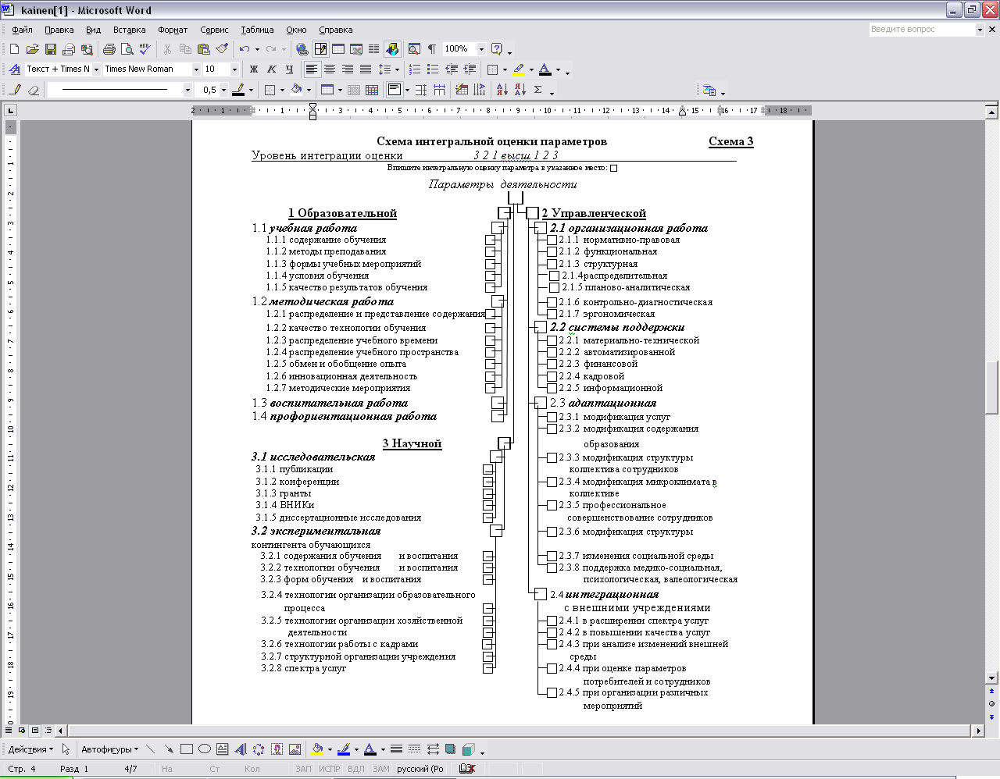 kainen[1] - Microsoft Word
Файл Правка Вид Вставка Формат Сервис Таблица Окно Справка
Введите вопрос
100%
Текст + Times N Times New Roman 10 Ж К Ч
0,5
2 1 1 2 3 4 5 6 7 8 9 10 11 12 13 14 15 16 17 18
Схема интегральной оценки параметров Схема 3
Уровень интеграции оценки 3 2 1 высш 1 2 3
Впишите интегральную оценку параметра в указанное место:
Параметры деятельности
1 Образовательной
1.1 учебная работа
1.1.1 содержание обучения
1.1.2 методы преподавания
1.1.3 формы учебных мероприятий
1.1.4 условия обучения
1.1.5 качество результатов обучения
1.2 методическая работа
1.2.1 распределение и представление содержания
1.2.2 качество технологии обучения
1.2.3 распределение учебного времени
1.2.4 распределение учебного пространства
1.2.5 обмен и обобщение опыта
1.2.6 инновационная деятельность
1.2.7 методические мероприятия
1.3 воспитательная работа
1.4 профориентационная работа
3 Научной
3.1 исследовательская
3.1.1 публикации
3.1.2 конференции
3.1.3 гранты
3.1.4 ВНИКи
3.1.5 диссертационные исследования
3.2 экспериментальная
контингента обучающихся
3.2.1 содержания обучения и воспитания
3.2.2 технологии обучения и воспитания
3.2.3 форм обучения и воспитания
3.2.4 технологии организации образовательного
процесса
3.2.5 технологии организации хозяйственной
деятельности
3.2.6 технологии работы с кадрами
3.2.7 структурной организации учреждения
3.2.8 спектра услуг
2 Управленческой
2.1 организационная работа
2.1.1 нормативно-правовая
2.1.2 функциональная
2.1.3 структурная
2.1.4распределительная
2.1.5 планово-аналитическая
2.1.6 контрольно-диагностическая
2.1.7 эргономическая
2.2 системы поддержки
2.2.1 материально-технической
2.2.2 автоматизированной
2.2.3 финансовой
2.2.4 кадровой
2.2.5 информационной
2.3 адаптационная
2.3.1 модификация услуг
2.3.2 модификация содержания
образования
2.3.3 модификация структуры
коллектива сотрудников
2.3.4 модификация микроклимата в
коллективе
2.3.5 профессиональное
совершенствование сотрудников
2.3.6 модификация структуры
2.3.7 изменения социальной среды
2.3.8 поддержка медико-социальная,
психологическая, валеологическая
2.4 интеграционная
с внешними учреждениями
2.4.1 в расширении спектра услуг
2.4.2 в повышении качества услуг
2.4.3 при анализе изменений внешней
среды
2.4.4 при оценке параметров
потребителей и сотрудников
2.4.5 при организации различных
мероприятий
Действия Автофигуры
Стр. 4 Разд 1 4/7 На Ст Кол ЗАП ИСПР ВДЛ ЗАМ русский (Ро